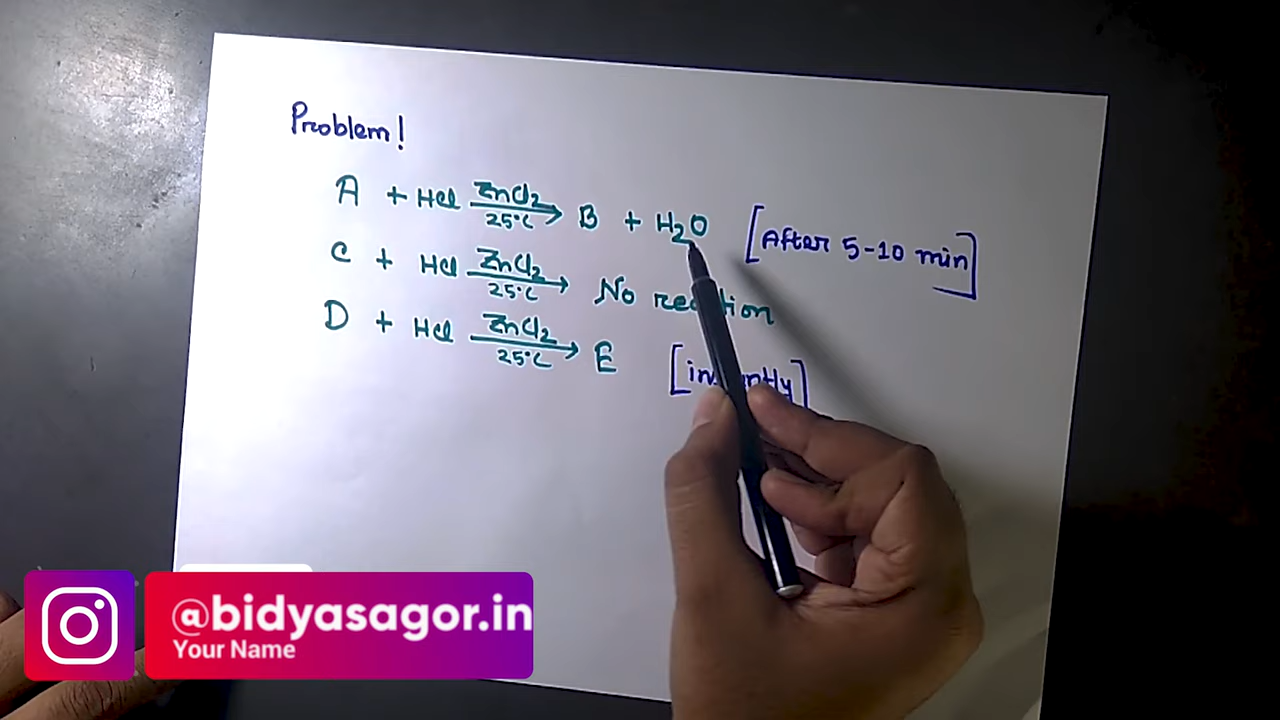 Problem!
A + HCl ZnCl2 25°C → B + H2O [After 5-10 min]
C + HCl ZnCl2 25°C → No
D + HCl ZnCl2 25°C → E
@bidyasagor.in
Your Name